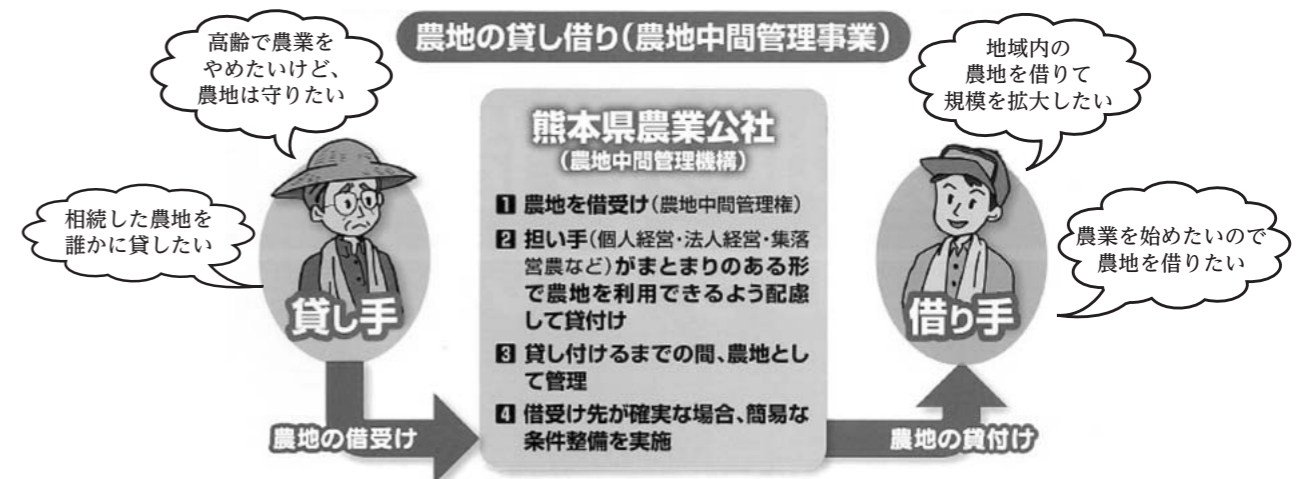 農地の貸し借り(農地中間管理事業)
高齢で農業を
やめたいけど、
農地は守りたい
相続した農地を
誰かに貸したい
貸し手
農地の借受け
熊本県農業公社
(農地中間管理機構)
1 農地を借受け(農地中間管理権)
2 担い手(個人経営・法人経営・集落
営農など)がまとまりのある形
で農地を利用できるよう配慮
して貸付け
3 貸し付けるまでの間、農地とし
て管理
4 借受け先が確実な場合、簡易な
条件整備を実施
地域内の
農地を借りて
規模を拡大したい
農業を始めたいので
農地を借りたい
借り手
農地の貸付け